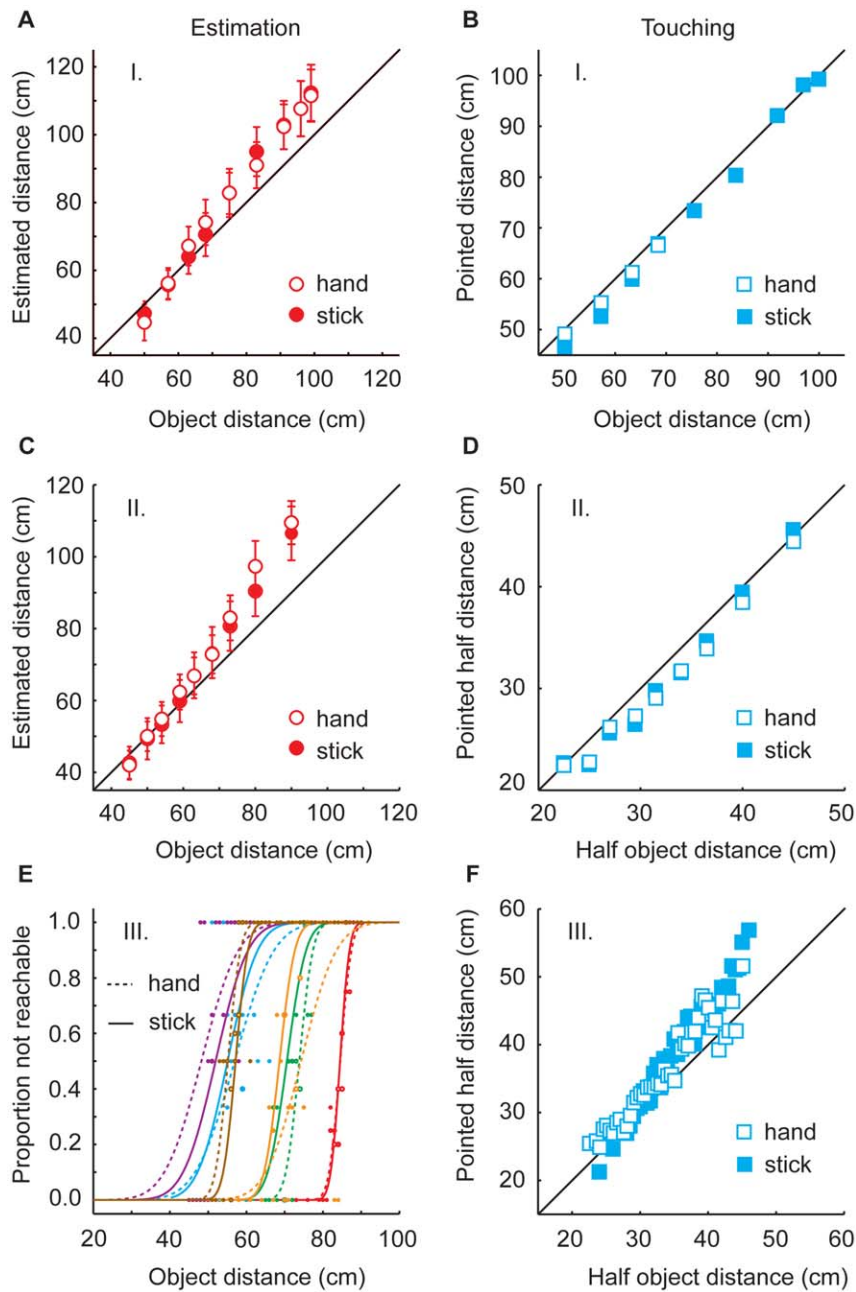 A
Estimation
I.
120
100
80
60
40
Estimated distance (cm)
hand
stick
40 60 80 100 120
Object distance (cm)
B
Touching
I.
100
90
80
70
60
50
Pointed distance (cm)
hand
stick
50 60 70 80 90 100
Object distance (cm)
C
II.
120
100
80
60
40
Estimated distance (cm)
hand
stick
40 60 80 100 120
Object distance (cm)
D
II.
50
40
30
20
Pointed half distance (cm)
hand
stick
20 30 40 50
Half object distance (cm)
E
III.
hand
stick
1.0
0.8
0.6
0.4
0.2
0.0
Proportion not reachable
20 40 60 80 100
Object distance (cm)
F
III.
60
50
40
30
20
Pointed half distance (cm)
hand
stick
20 30 40 50 60
Half object distance (cm)